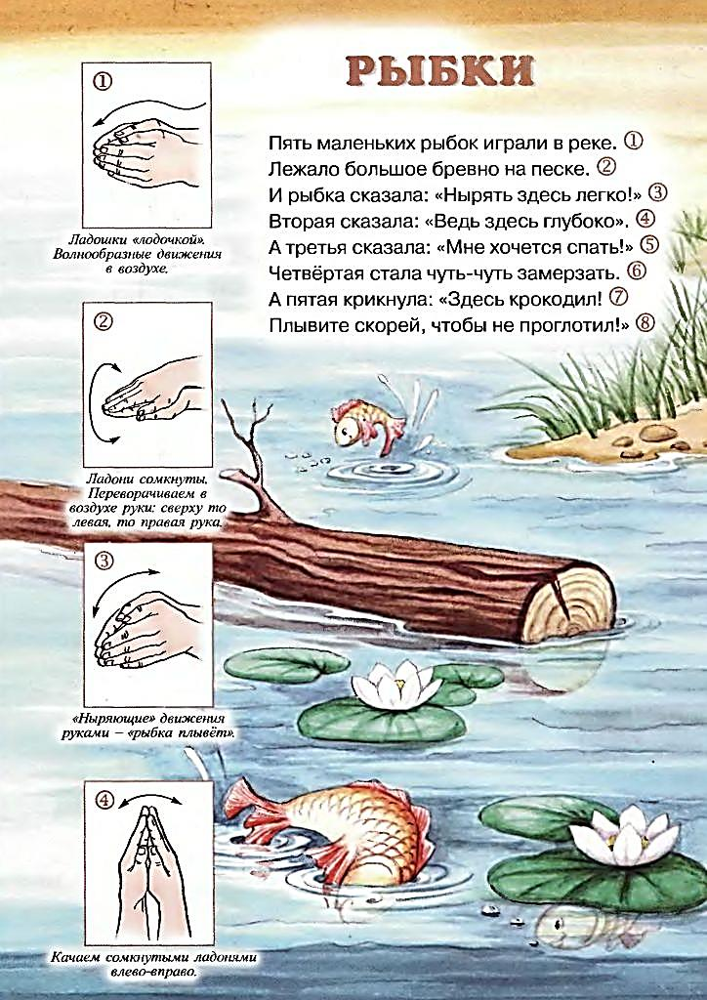 РЫБКИ
Пять маленьких рыбок играли в реке. ①
Лежало большое бревно на песке. ②
И рыбка сказала: «Нырять здесь легко!» ③
Вторая сказала: «Ведь здесь глубоко». ④
А третья сказала: «Мне хочется спать!» ⑤
Четвёртая стала чуть-чуть замерзать. ⑥
А пятая крикнула: «Здесь крокодил! ⑦
Плывите скорей, чтобы не проглотил!» ⑧
①
Ладошки «лодочкой».
Волнообразные движения
в воздухе.
②
Ладони сомкнуты.
Переворачиваем в
воздухе руки: сверху то
левая, то правая рука.
③
«Ныряющие» движения
руками – «рыбка плывёт».
④
Качаем сомкнутыми ладонями
влево-вправо.